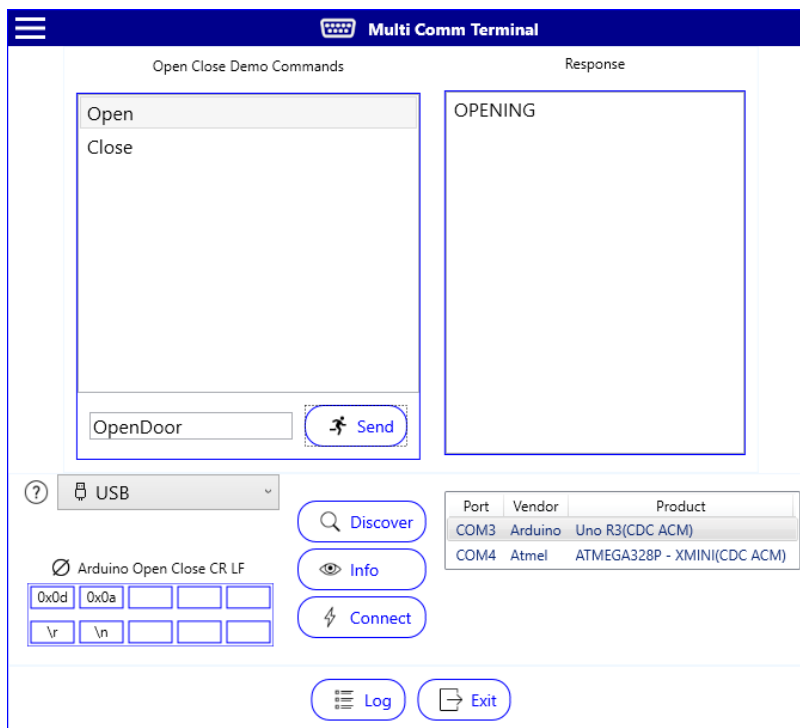 Multi Comm Terminal
Open Close Demo Commands
Response
Open
Close
OPENING
OpenDoor
Send
?
USB
Discover
Info
Connect
Port Vendor Product
COM3 Arduino Uno R3(CDC ACM)
COM4 Atmel ATMEGA328P - XMINI(CDC ACM)
Arduino Open Close CR LF
0x0d 0x0a
\r \n
Log
Exit